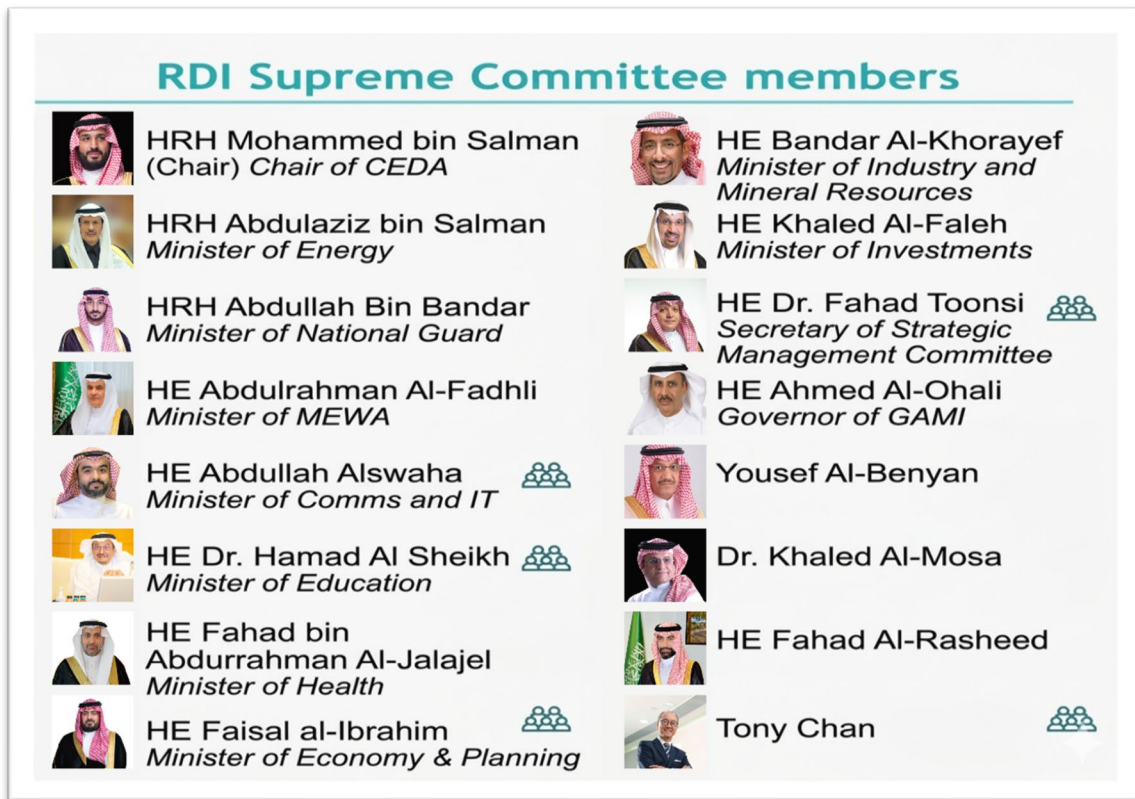 RDI Supreme Committee members
HRH Mohammed bin Salman
(Chair) Chair of CEDA
HRH Abdulaziz bin Salman
Minister of Energy
HRH Abdullah Bin Bandar
Minister of National Guard
HE Abdulrahman Al-Fadhli
Minister of MEWA
HE Abdullah Alswaha
Minister of Comms and IT
HE Dr. Hamad Al Sheikh
Minister of Education
HE Fahad bin
Abdurrahman Al-Jalajel
Minister of Health
HE Faisal al-Ibrahim
Minister of Economy & Planning
HE Bandar Al-Khorayef
Minister of Industry and
Mineral Resources
HE Khaled Al-Faleh
Minister of Investments
HE Dr. Fahad Toonsi
Secretary of Strategic
Management Committee
HE Ahmed Al-Ohali
Governor of GAMI
Yousef Al-Benyan
Dr. Khaled Al-Mosa
HE Fahad Al-Rasheed
Tony Chan